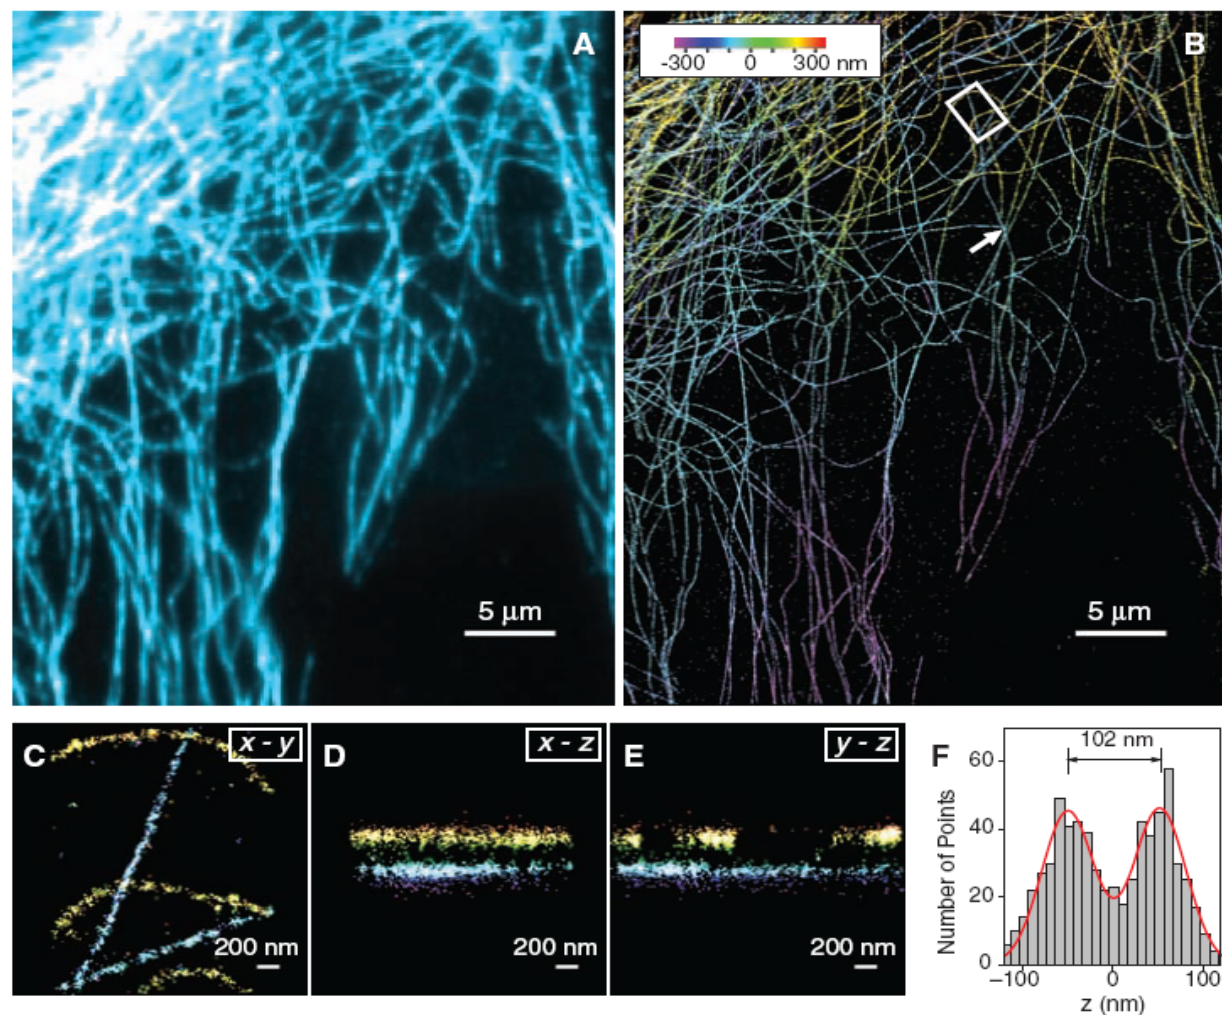 A
B
-300 0 300 nm
5 μm
5 μm
C
x - y
200 nm
D
x - z
200 nm
E
y - z
200 nm
F
102 nm
60
40
20
0
Number of Points
−100 0 100
z (nm)